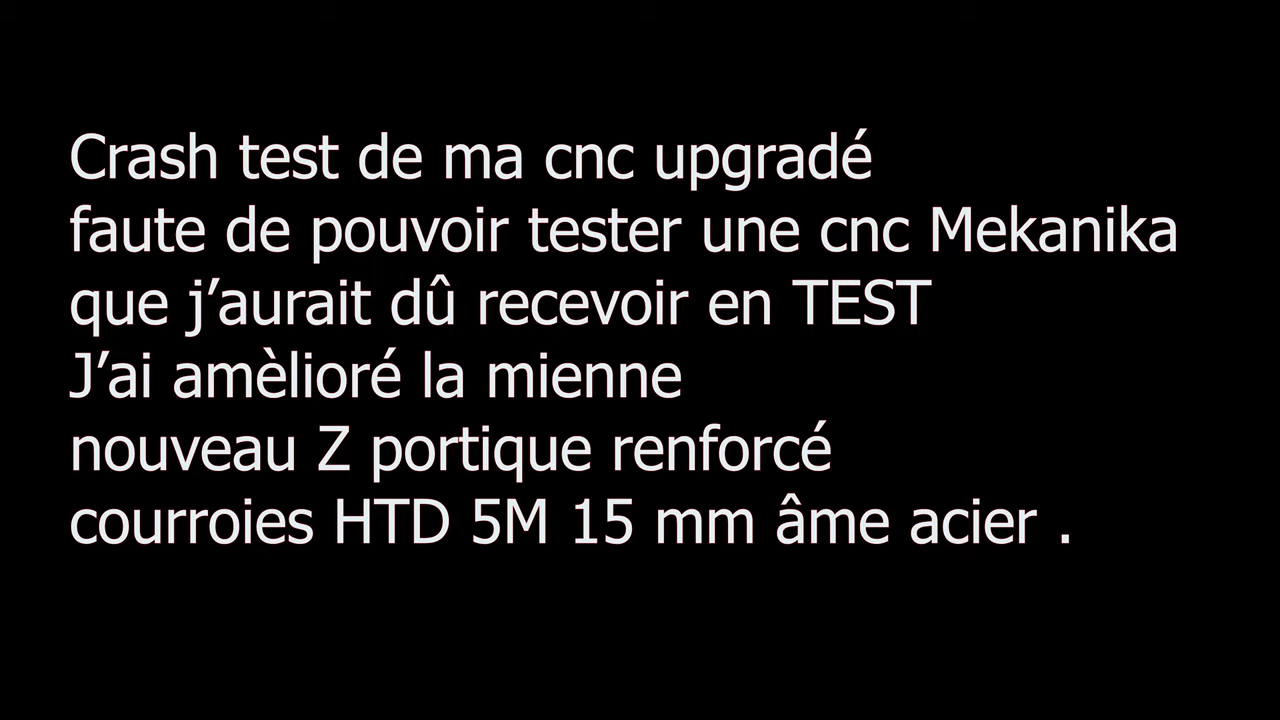 Crash test de ma cnc upgradé
faute de pouvoir tester une cnc Mekanika
que j’aurait dû recevoir en TEST
J’ai amèlioré la mienne
nouveau Z portique renforcé
courroies HTD 5M 15 mm âme acier .